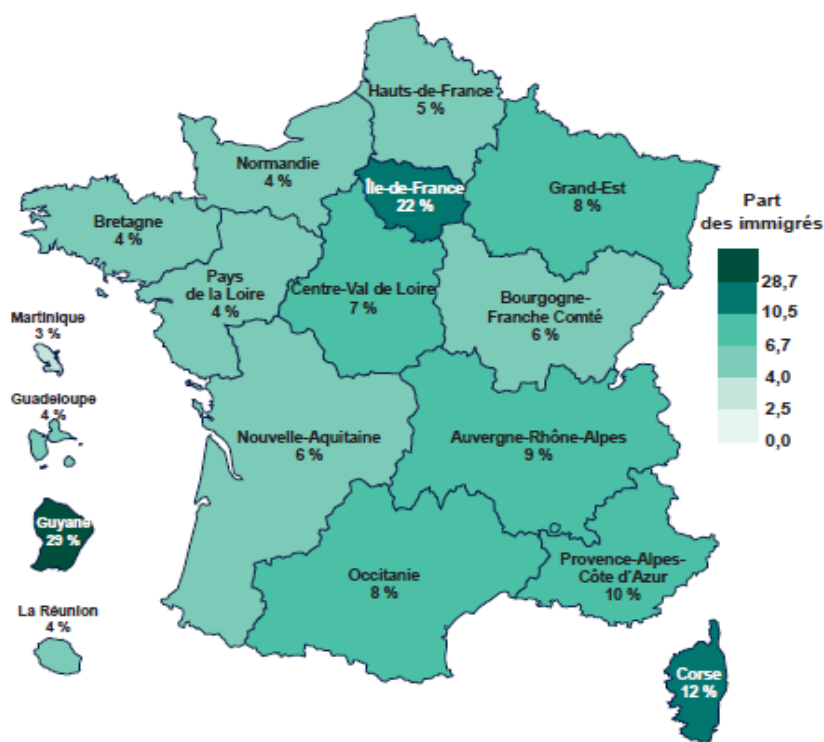 Hauts-de-France
5 %
Normandie
4 %
Île-de-France
22 %
Grand-Est
8 %
Bretagne
4 %
Pays
de la Loire
4 %
Centre-Val de Loire
7 %
Bourgogne-
Franche Comté
6 %
Nouvelle-Aquitaine
6 %
Auvergne-Rhône-Alpes
9 %
Occitanie
8 %
Provence-Alpes-
Côte d'Azur
10 %
Corse
12 %
Martinique
3 %
Guadeloupe
4 %
Guyane
29 %
La Réunion
4 %
Part
des immigrés
28,7
10,5
6,7
4,0
2,5
0,0